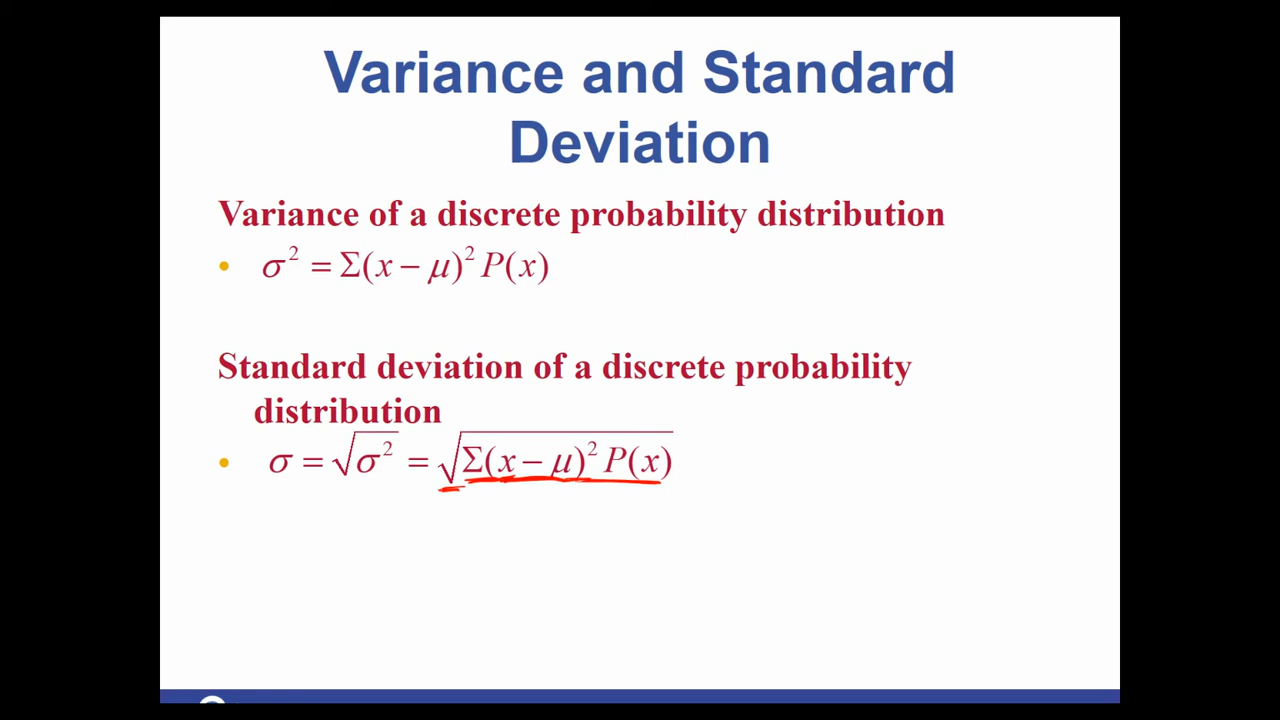 Variance and Standard
Deviation
Variance of a discrete probability distribution
• σ² = Σ(x − μ)² P(x)
Standard deviation of a discrete probability
distribution
• σ = √σ² = √Σ(x − μ)² P(x)